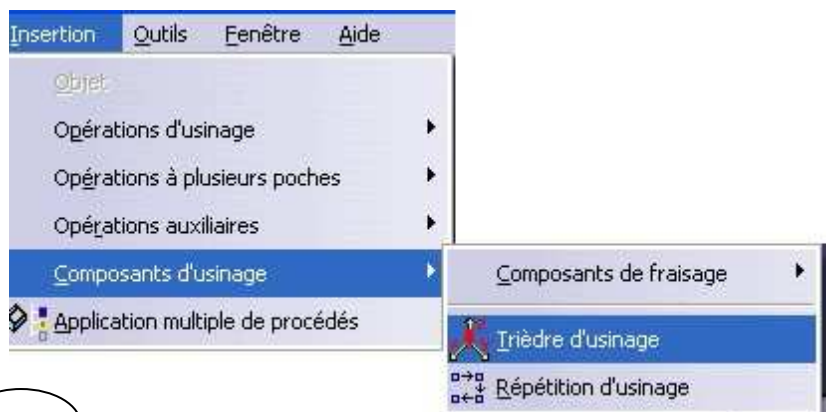 Insertion Outils Fenêtre Aide
Objet
Opérations d'usinage
Opérations à plusieurs poches
Opérations auxiliaires
Composants d'usinage
Composants de fraisage
Application multiple de procédés
Trièdre d'usinage
Répétition d'usinage